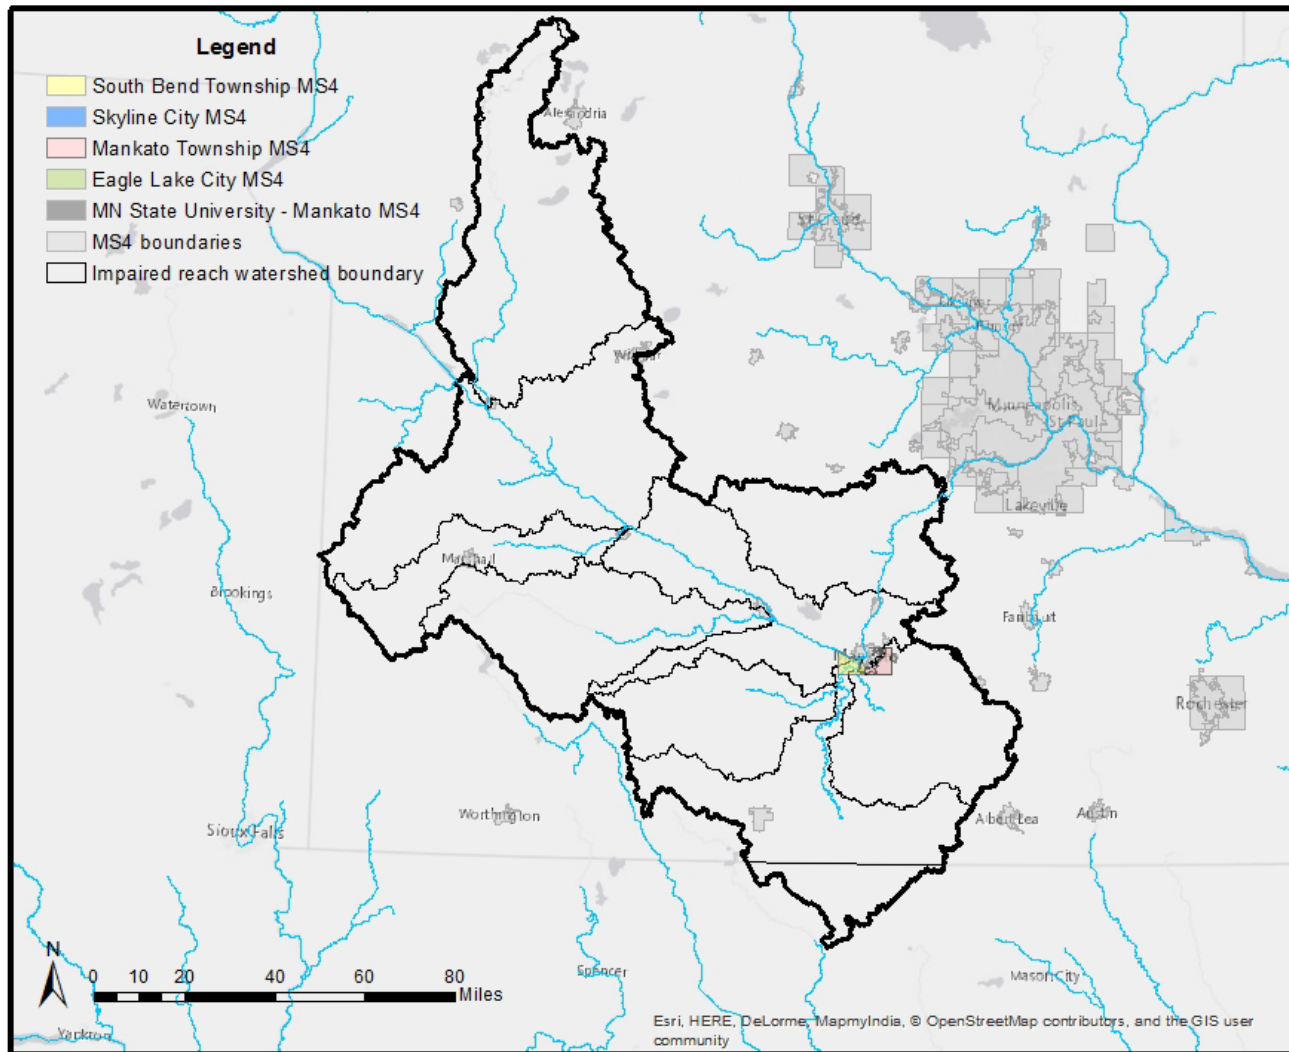 Legend
South Bend Township MS4
Skyline City MS4
Mankato Township MS4
Eagle Lake City MS4
MN State University - Mankato MS4
MS4 boundaries
Impaired reach watershed boundary
Alexandria
St Cloud
Willmar
Watertown
Minneapolis
St Paul
Lakeville
Marshall
Brookings
Faribault
Rochester
Worthington
Albert Lea
Austin
Sioux Falls
N
0 10 20 40 60 80
Miles
Spencer
Mason City
Yankton
Esri, HERE, DeLorme, MapmyIndia, © OpenStreetMap contributors, and the GIS user
community